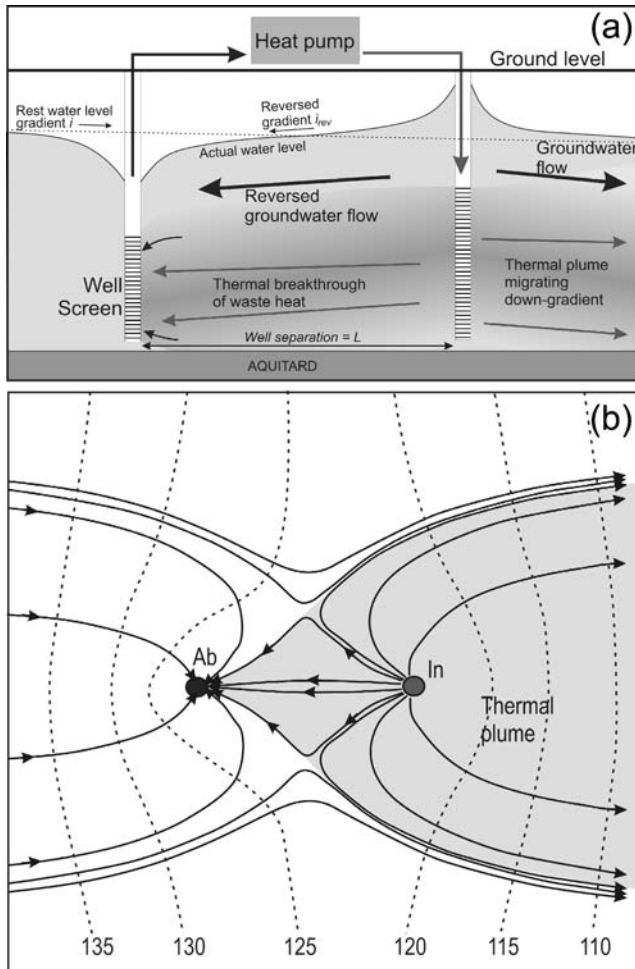 (a)
Heat pump
Ground level
Rest water level
gradient i
Reversed
gradient irev
Actual water level
Groundwater
flow
Reversed
groundwater flow
Well
Screen
Thermal breakthrough
of waste heat
Thermal plume
migrating
down-gradient
Well separation = L
AQUITARD
(b)
Ab
In
Thermal
plume
135 130 125 120 115 110